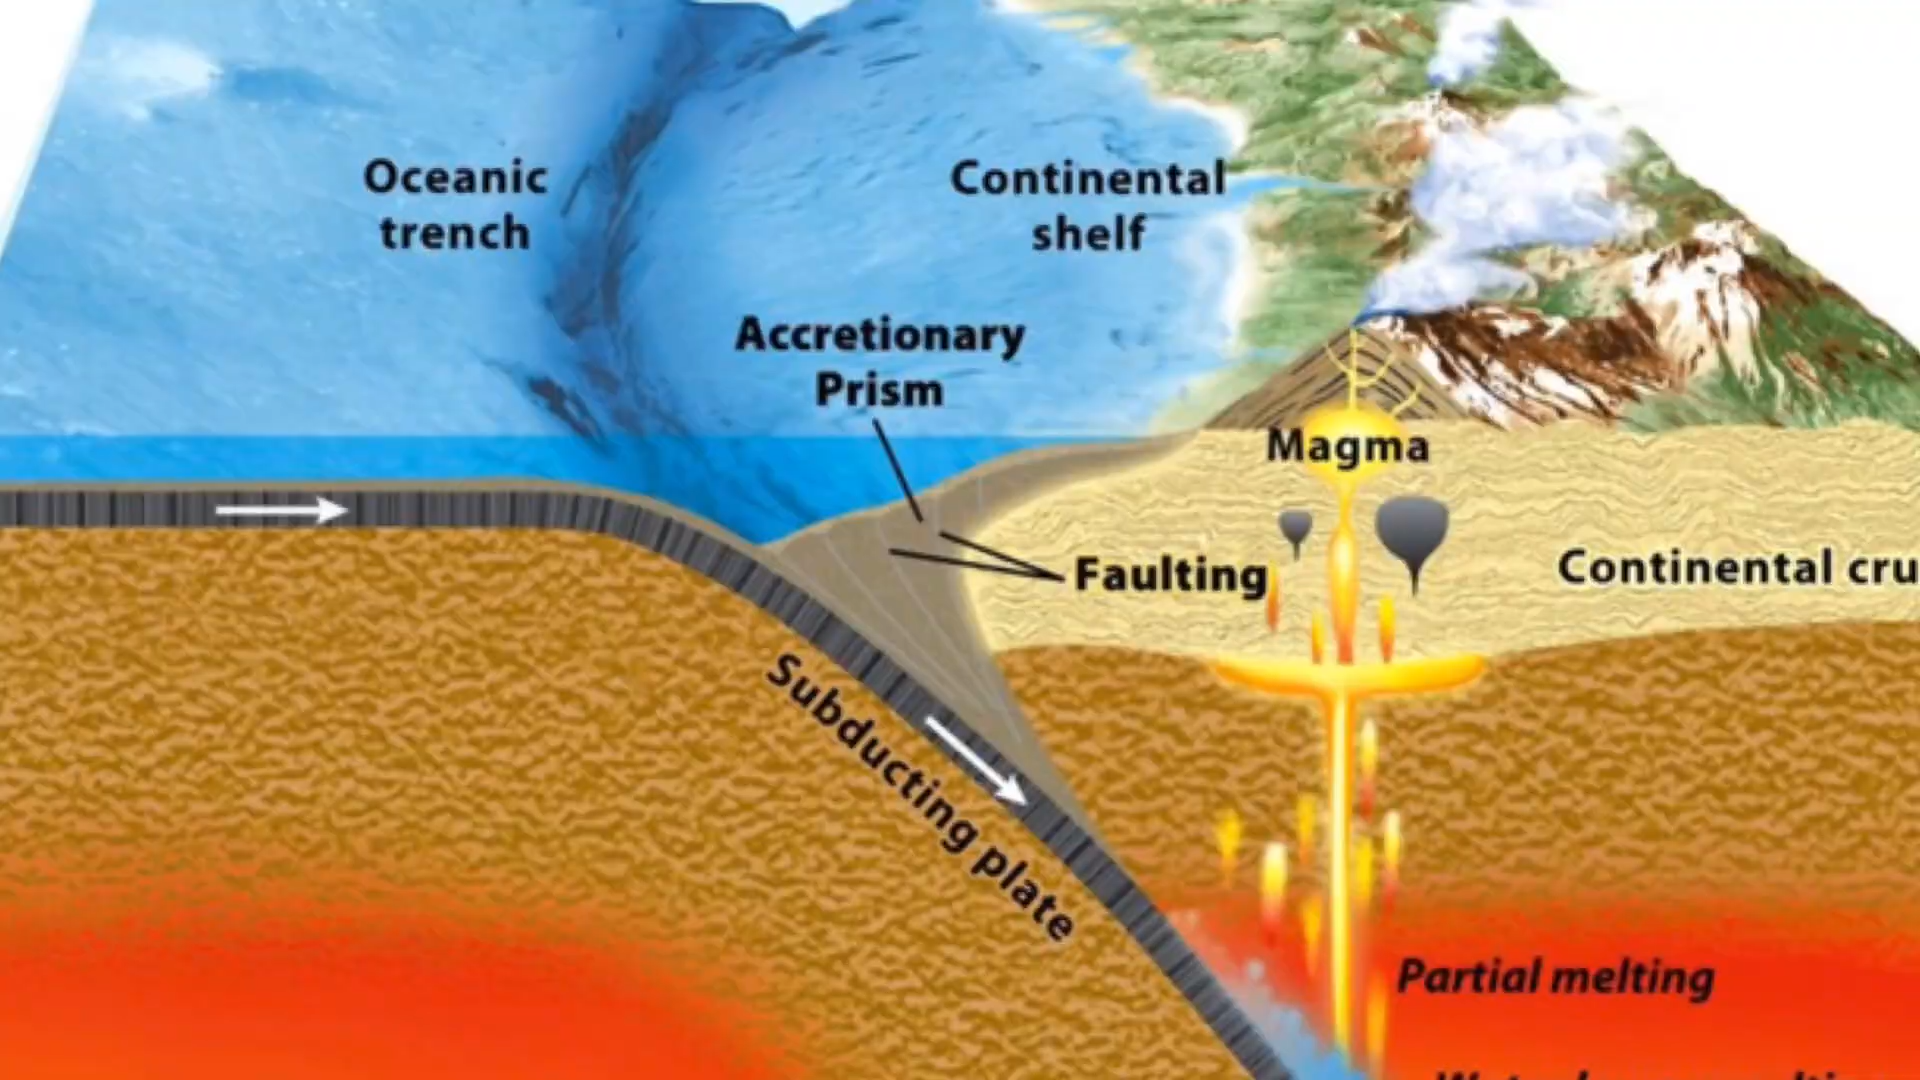 Oceanic
trench
Continental
shelf
Accretionary
Prism
Magma
Faulting
Continental cru
Subducting plate
Partial melting